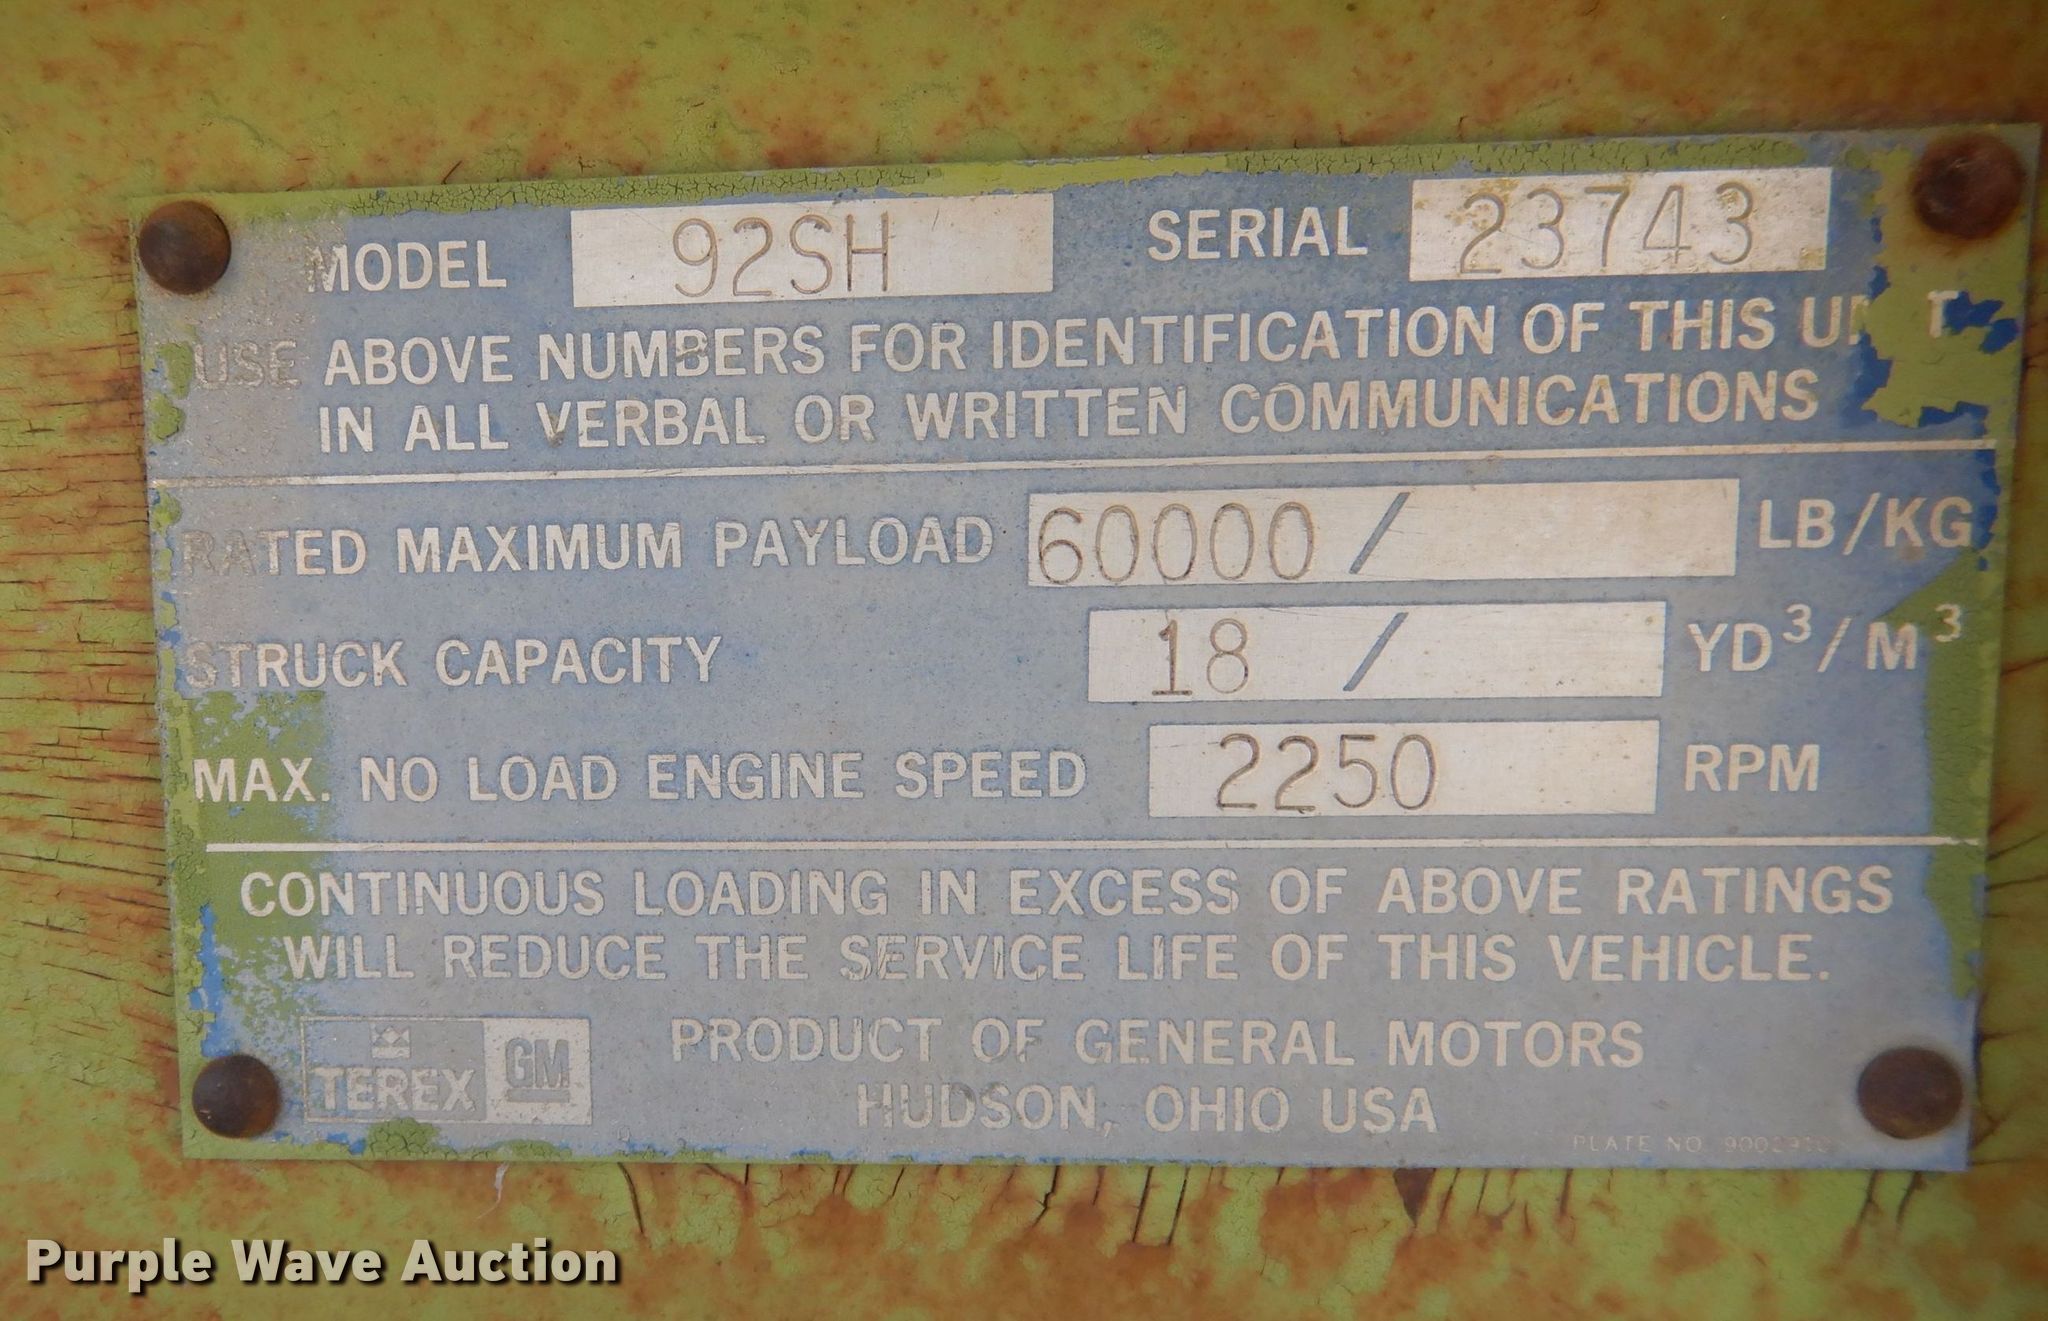 MODEL 92SH SERIAL 23743
USE ABOVE NUMBERS FOR IDENTIFICATION OF THIS
IN ALL VERBAL OR WRITTEN COMMUNICATIONS
RATED MAXIMUM PAYLOAD 60000/ LB/KG
STRUCK CAPACITY 18 / YD³/M³
MAX. NO LOAD ENGINE SPEED 2250 RPM
CONTINUOUS LOADING IN EXCESS OF ABOVE RATINGS
WILL REDUCE THE SERVICE LIFE OF THIS VEHICLE.
TEREX GM
PRODUCT OF GENERAL MOTORS
HUDSON, OHIO USA
PLATE NO.
Purple Wave Auction